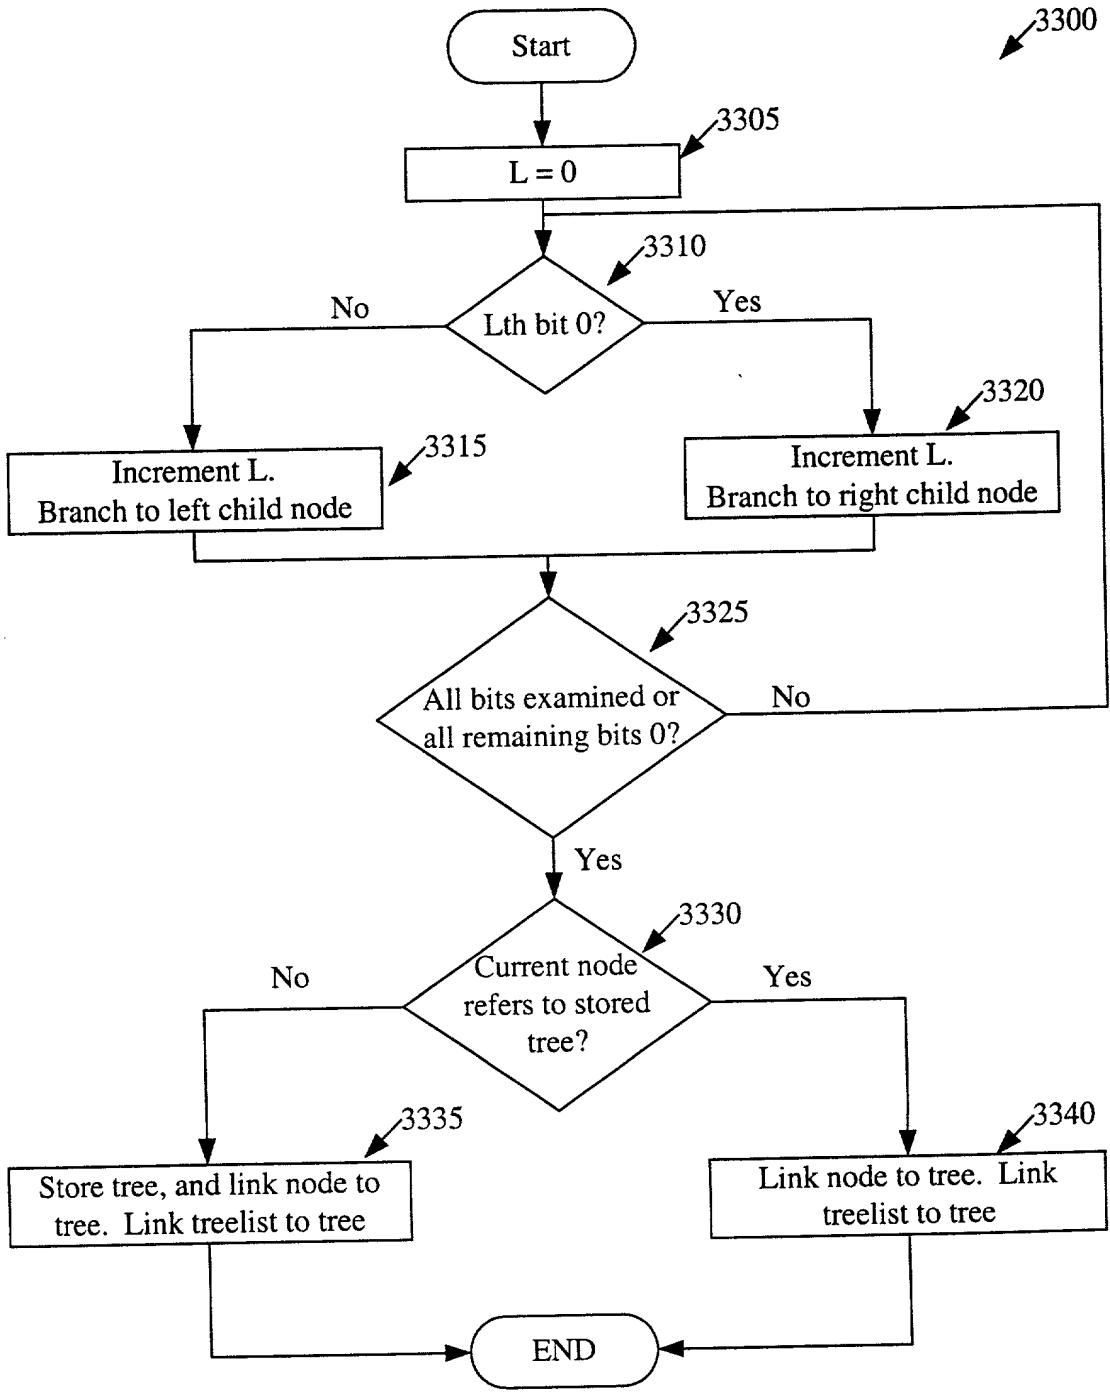 Start
3300
3305
L = 0
3310
Lth bit 0?
No
Yes
3315
3320
Increment L.
Branch to left child node
Increment L.
Branch to right child node
3325
All bits examined or
all remaining bits 0?
No
Yes
3330
Current node
refers to stored
tree?
No
Yes
3335
3340
Store tree, and link node to
tree. Link treelist to tree
Link node to tree. Link
treelist to tree
END